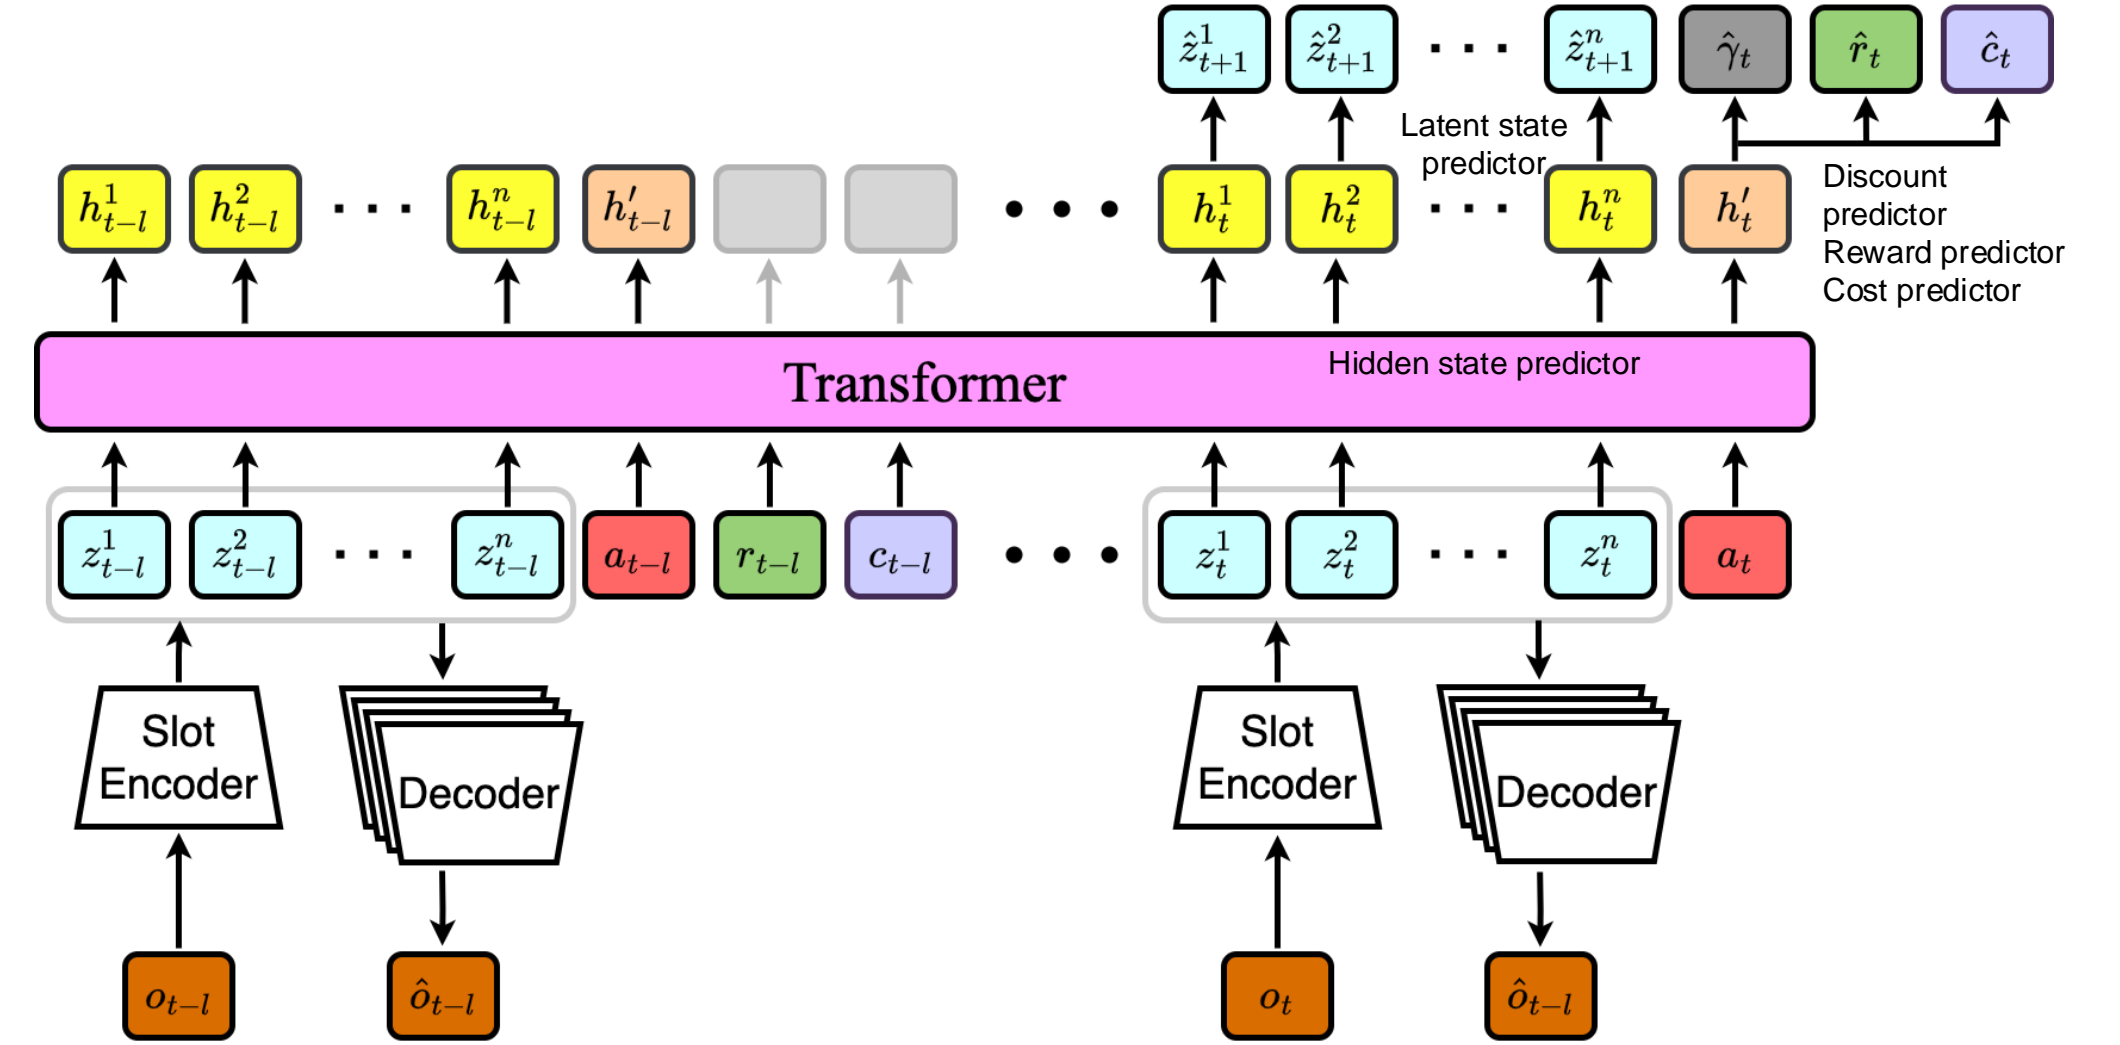 ẑ¹ₜ₊₁ ẑ²ₜ₊₁ · · · ẑⁿₜ₊₁ γ̂ₜ r̂ₜ ĉₜ
Latent state
predictor
h¹ₜ₋ₗ h²ₜ₋ₗ · · · hⁿₜ₋ₗ h′ₜ₋ₗ • • • h¹ₜ h²ₜ · · · hⁿₜ h′ₜ
Discount
predictor
Reward predictor
Cost predictor
Transformer
Hidden state predictor
z¹ₜ₋ₗ z²ₜ₋ₗ · · · zⁿₜ₋ₗ aₜ₋ₗ rₜ₋ₗ cₜ₋ₗ • • • z¹ₜ z²ₜ · · · zⁿₜ aₜ
Slot
Encoder
Decoder
Slot
Encoder
Decoder
oₜ₋ₗ ôₜ₋ₗ oₜ ôₜ₋ₗ